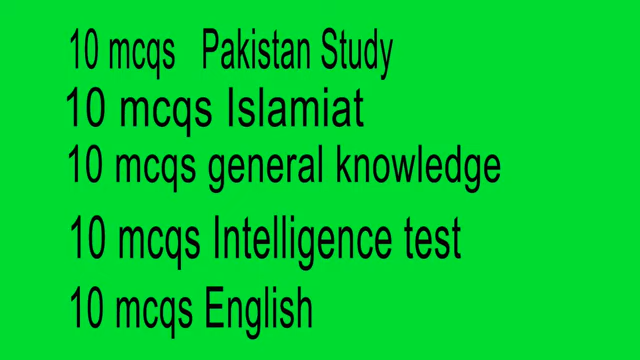 10 mcqs Pakistan Study
10 mcqs Islamiat
10 mcqs general knowledge
10 mcqs Intelligence test
10 mcqs English